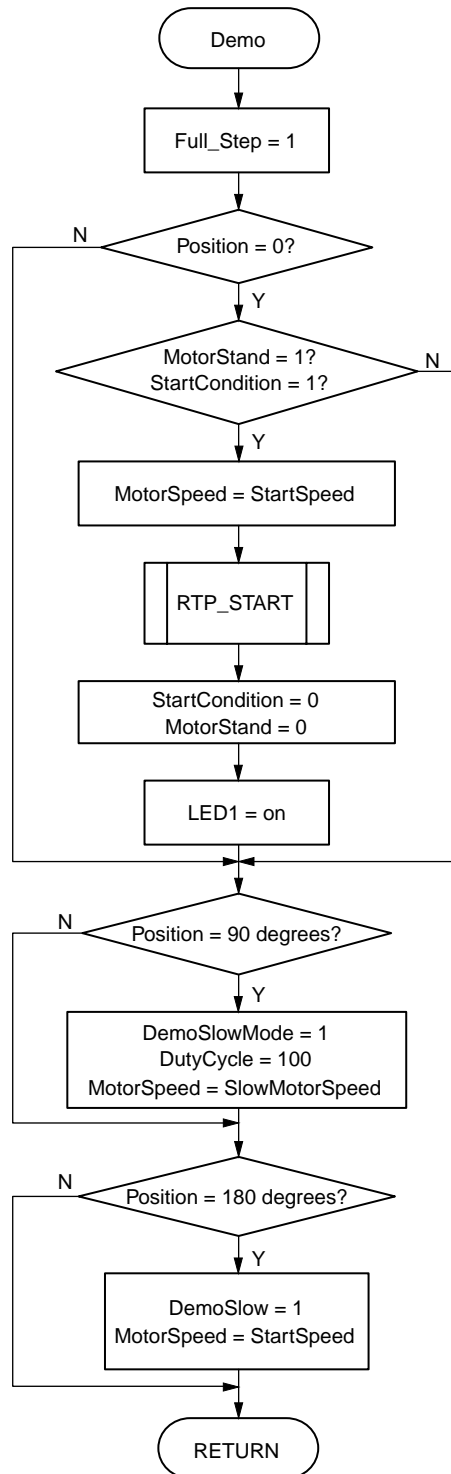 Demo
Full_Step = 1
N
Position = 0?
Y
MotorStand = 1?
StartCondition = 1?
N
Y
MotorSpeed = StartSpeed
RTP_START
StartCondition = 0
MotorStand = 0
LED1 = on
N
Position = 90 degrees?
Y
DemoSlowMode = 1
DutyCycle = 100
MotorSpeed = SlowMotorSpeed
N
Position = 180 degrees?
Y
DemoSlow = 1
MotorSpeed = StartSpeed
RETURN